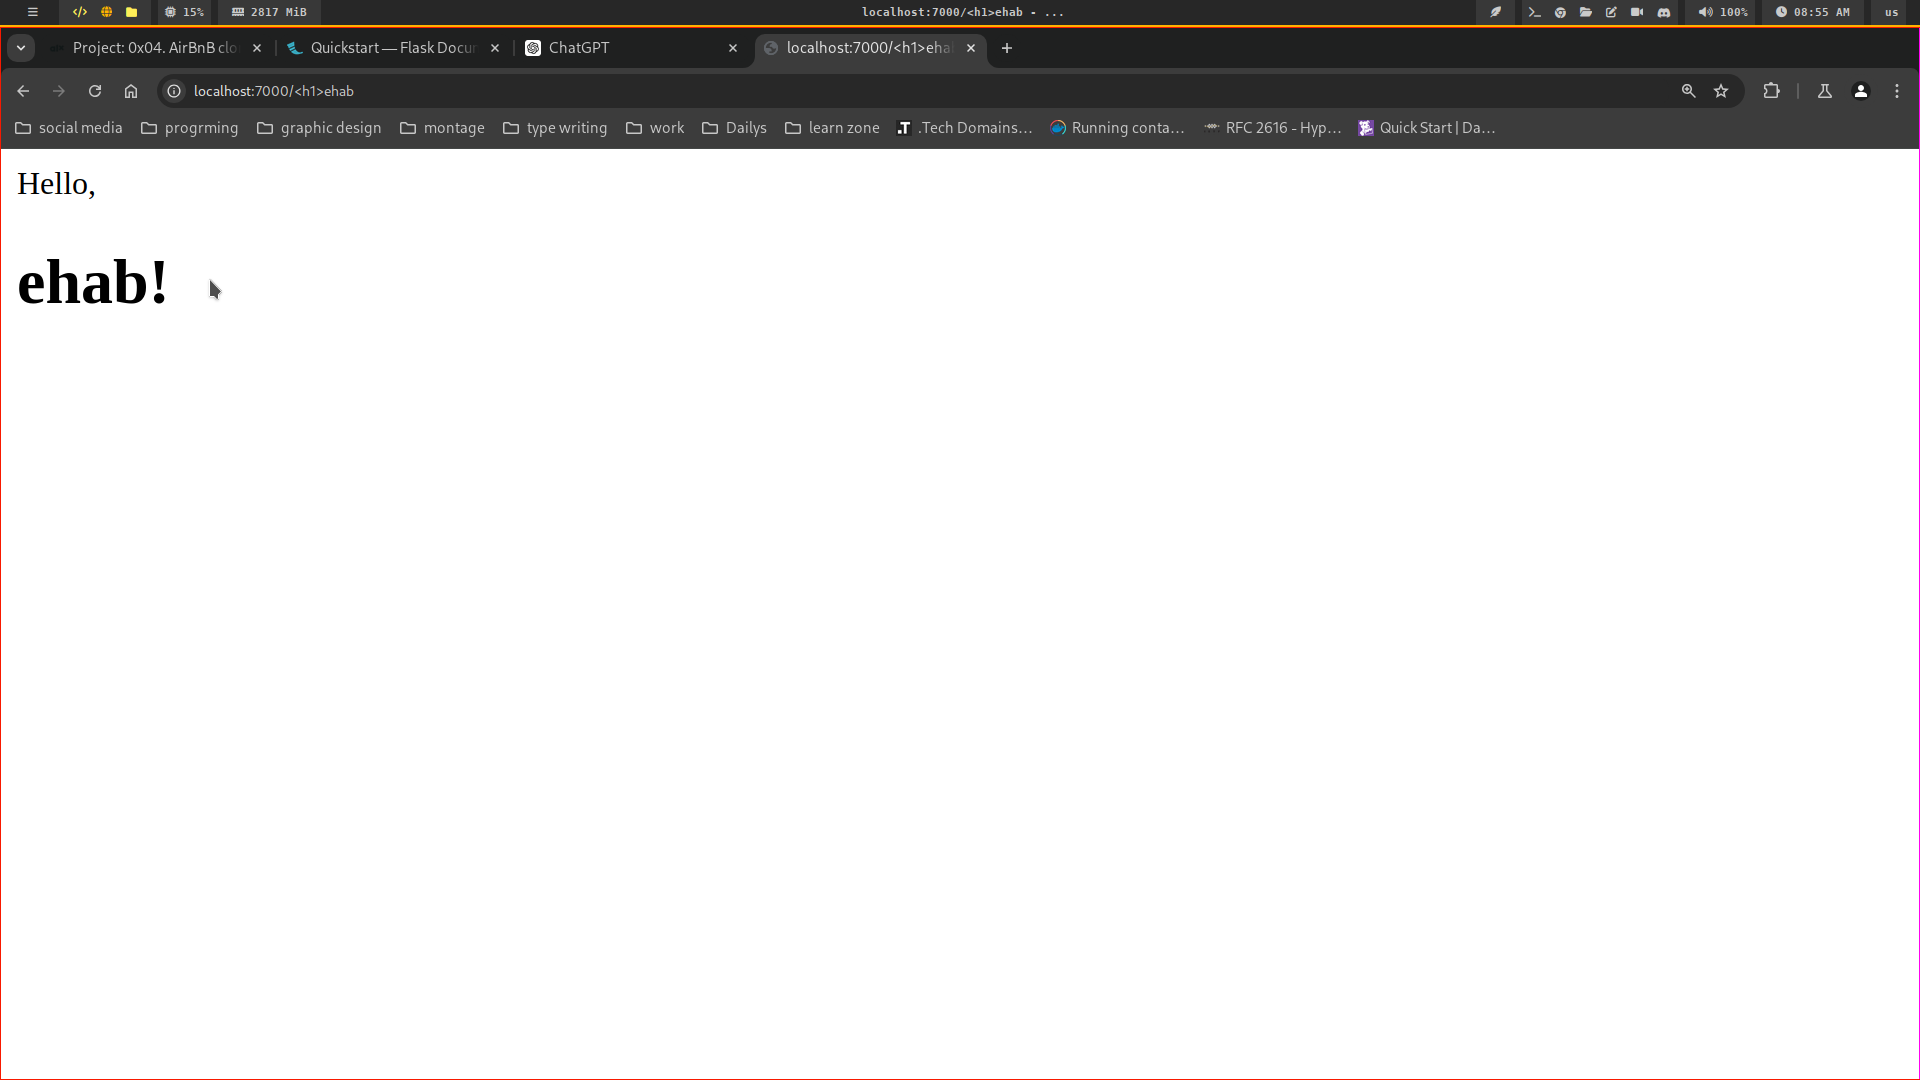 15% 2817 MiB localhost:7000/<h1>ehab - ... 100% 08:55 AM us
Project: 0x04. AirBnB clo Quickstart — Flask Docu ChatGPT localhost:7000/<h1>eha
localhost:7000/<h1>ehab
social media progrming graphic design montage type writing work Dailys learn zone .Tech Domains... Running conta... RFC 2616 - Hyp... Quick Start | Da...
Hello,
ehab!